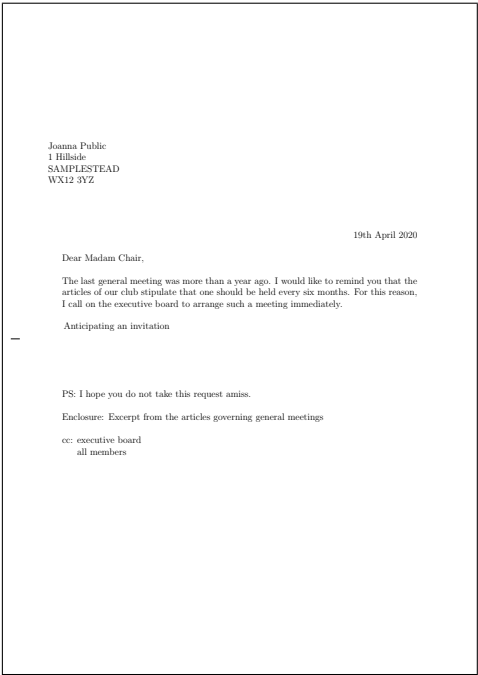 Joanna Public
1 Hillside
SAMPLESTEAD
WX12 3YZ
19th April 2020
Dear Madam Chair,
The last general meeting was more than a year ago. I would like to remind you that the
articles of our club stipulate that one should be held every six months. For this reason,
I call on the executive board to arrange such a meeting immediately.
Anticipating an invitation
PS: I hope you do not take this request amiss.
Enclosure: Excerpt from the articles governing general meetings
cc: executive board
all members